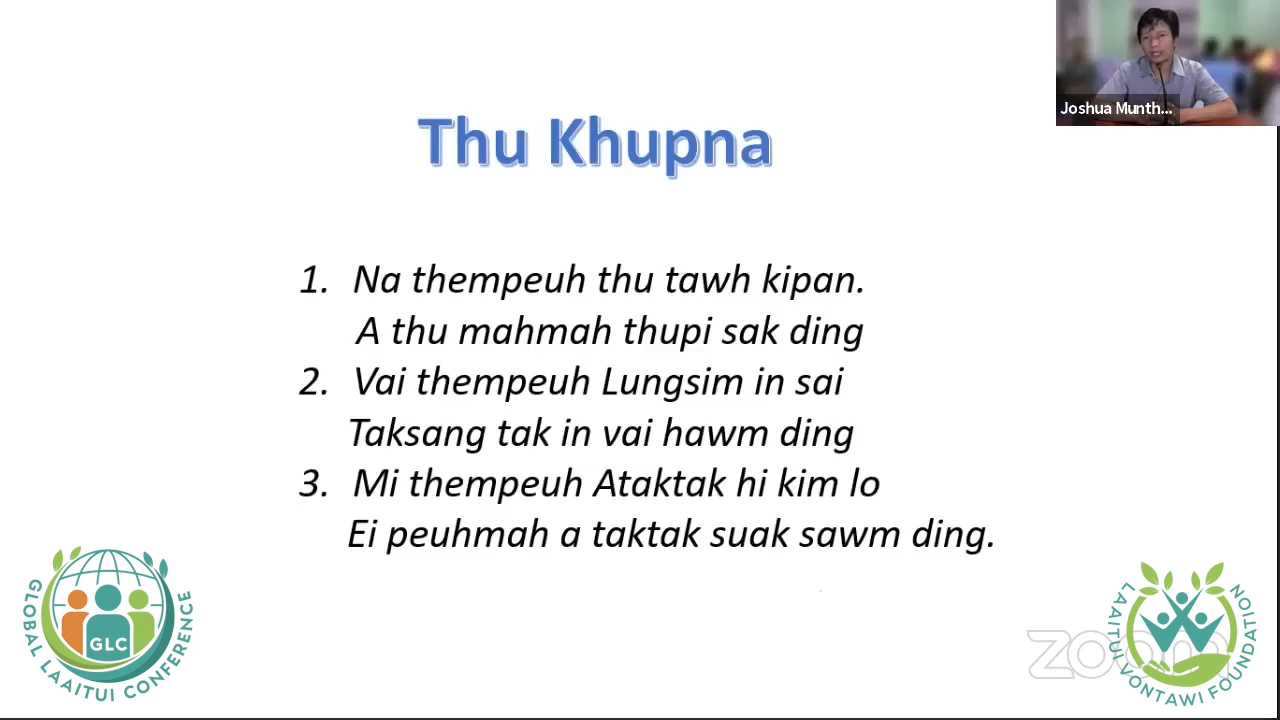 Joshua Munth...
Thu Khupna
1. Na thempeuh thu tawh kipan.
A thu mahmah thupi sak ding
2. Vai thempeuh Lungsim in sai
Taksang tak in vai hawm ding
3. Mi thempeuh Ataktak hi kim lo
Ei peuhmah a taktak suak sawm ding.
GLC
GLOBAL LAAITUI CONFERENCE
zoom
LAAITUI VONTAWI FOUNDATION